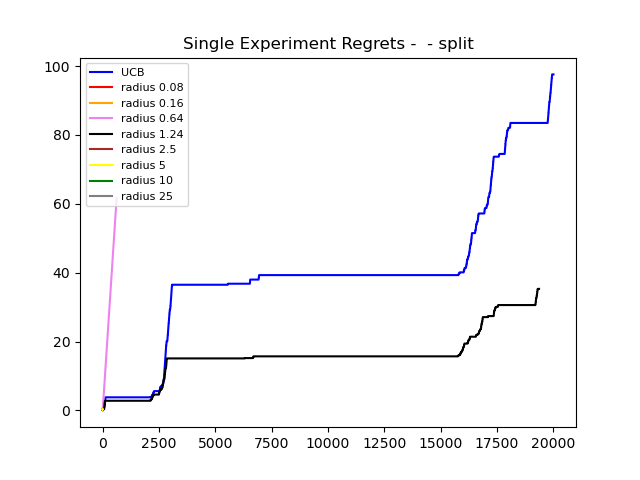 Single Experiment Regrets -  - split
100
80
60
40
20
0
UCB
radius 0.08
radius 0.16
radius 0.64
radius 1.24
radius 2.5
radius 5
radius 10
radius 25
0 2500 5000 7500 10000 12500 15000 17500 20000